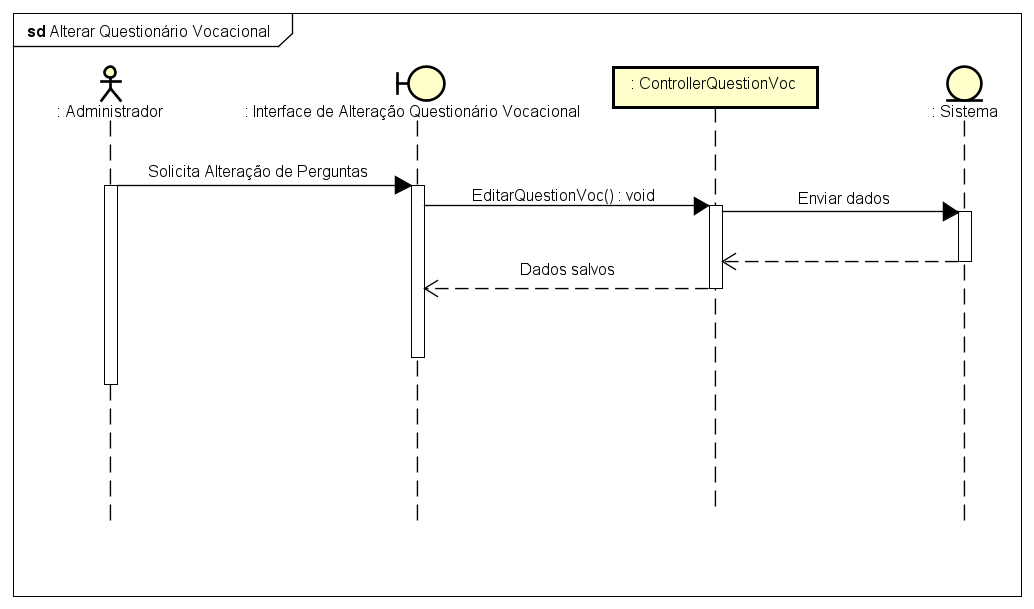 sd Alterar Questionário Vocacional
: Administrador
: Interface de Alteração Questionário Vocacional
: ControllerQuestionVoc
: Sistema
Solicita Alteração de Perguntas
EditarQuestionVoc() : void
Enviar dados
Dados salvos